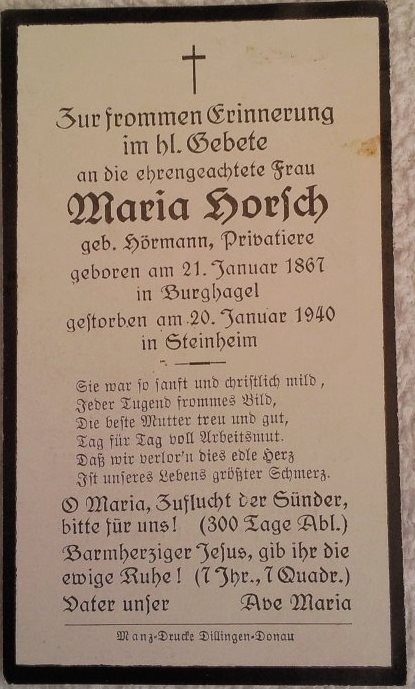 Zur frommen Erinnerung
im hl. Gebete
an die ehrengeachtete Frau
Maria Horsch
geb. Hörmann, Privatiere
geboren am 21. Januar 1867
in Burghagel
gestorben am 20. Januar 1940
in Steinheim
Sie war so sanft und christlich mild,
Jeder Tugend frommes Bild,
Die beste Mutter treu und gut,
Tag für Tag voll Arbeitsmut.
Daß wir verlor'n dies edle Herz
Ist unseres Lebens größter Schmerz.
O Maria, Zuflucht der Sünder,
bitte für uns! (300 Tage Abl.)
Barmherziger Jesus, gib ihr die
ewige Ruhe! (7 Jhr., 7 Quadr.)
Vater unser Ave Maria
Manz-Drucke Dillingen-Donau